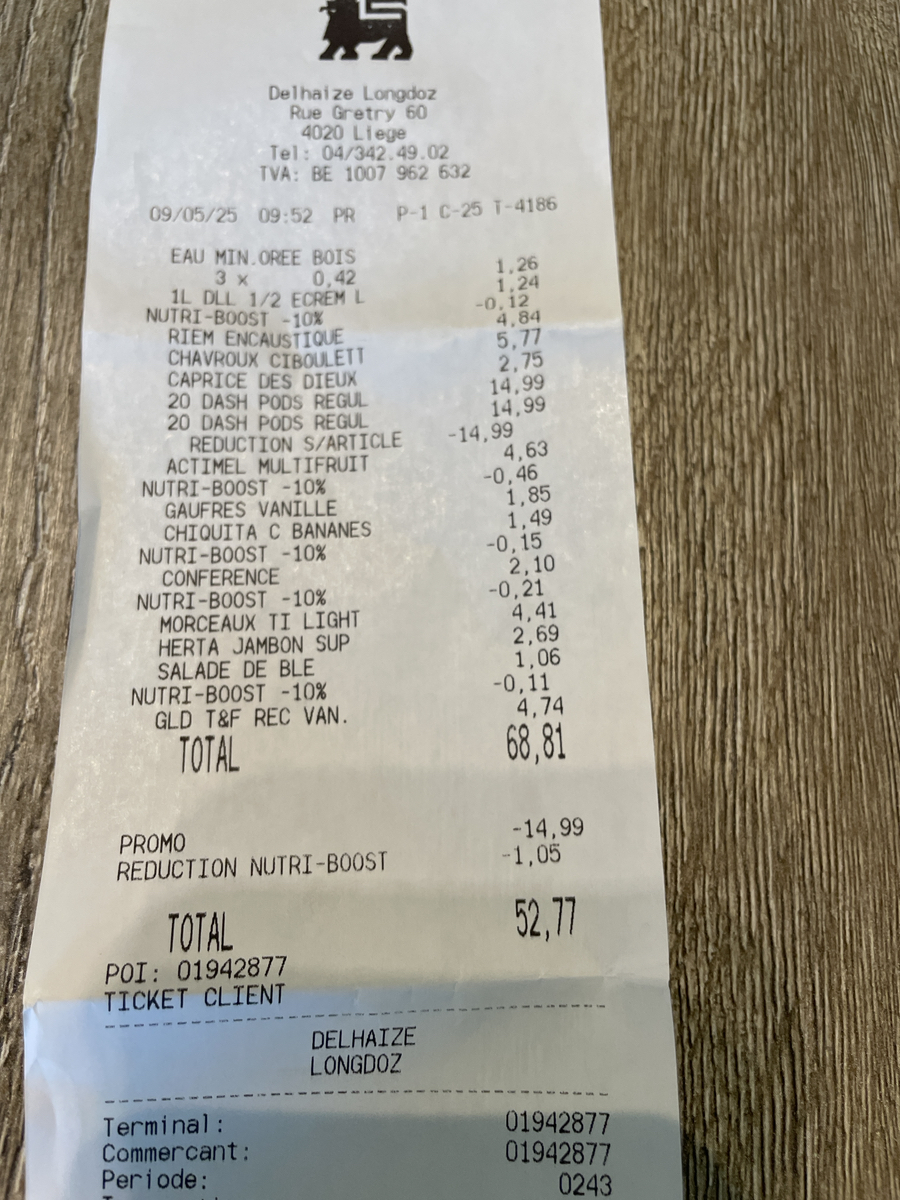 Delhaize Longdoz
Rue Gretry 60
4020 Liege
Tel: 04/342.49.02
TVA: BE 1007 962 632
09/05/25 09:52 PR P-1 C-25 T-4186
EAU MIN.OREE BOIS
3 x 0,42 1,26
1L DLL 1/2 ECREM L 1,24
NUTRI-BOOST -10% -0,12
RIEM ENCAUSTIQUE 4,84
CHAVROUX CIBOULETT 5,77
CAPRICE DES DIEUX 2,75
20 DASH PODS REGUL 14,99
20 DASH PODS REGUL 14,99
REDUCTION S/ARTICLE -14,99
ACTIMEL MULTIFRUIT 4,63
NUTRI-BOOST -10% -0,46
GAUFRES VANILLE 1,85
CHIQUITA C BANANES 1,49
NUTRI-BOOST -10% -0,15
CONFERENCE 2,10
NUTRI-BOOST -10% -0,21
MORCEAUX TI LIGHT 4,41
HERTA JAMBON SUP 2,69
SALADE DE BLE 1,06
NUTRI-BOOST -10% -0,11
GLD T&F REC VAN. 4,74
TOTAL 68,81
PROMO -14,99
REDUCTION NUTRI-BOOST -1,05
TOTAL 52,77
POI: 01942877
TICKET CLIENT
DELHAIZE
LONGDOZ
Terminal: 01942877
Commercant: 01942877
Periode: 0243